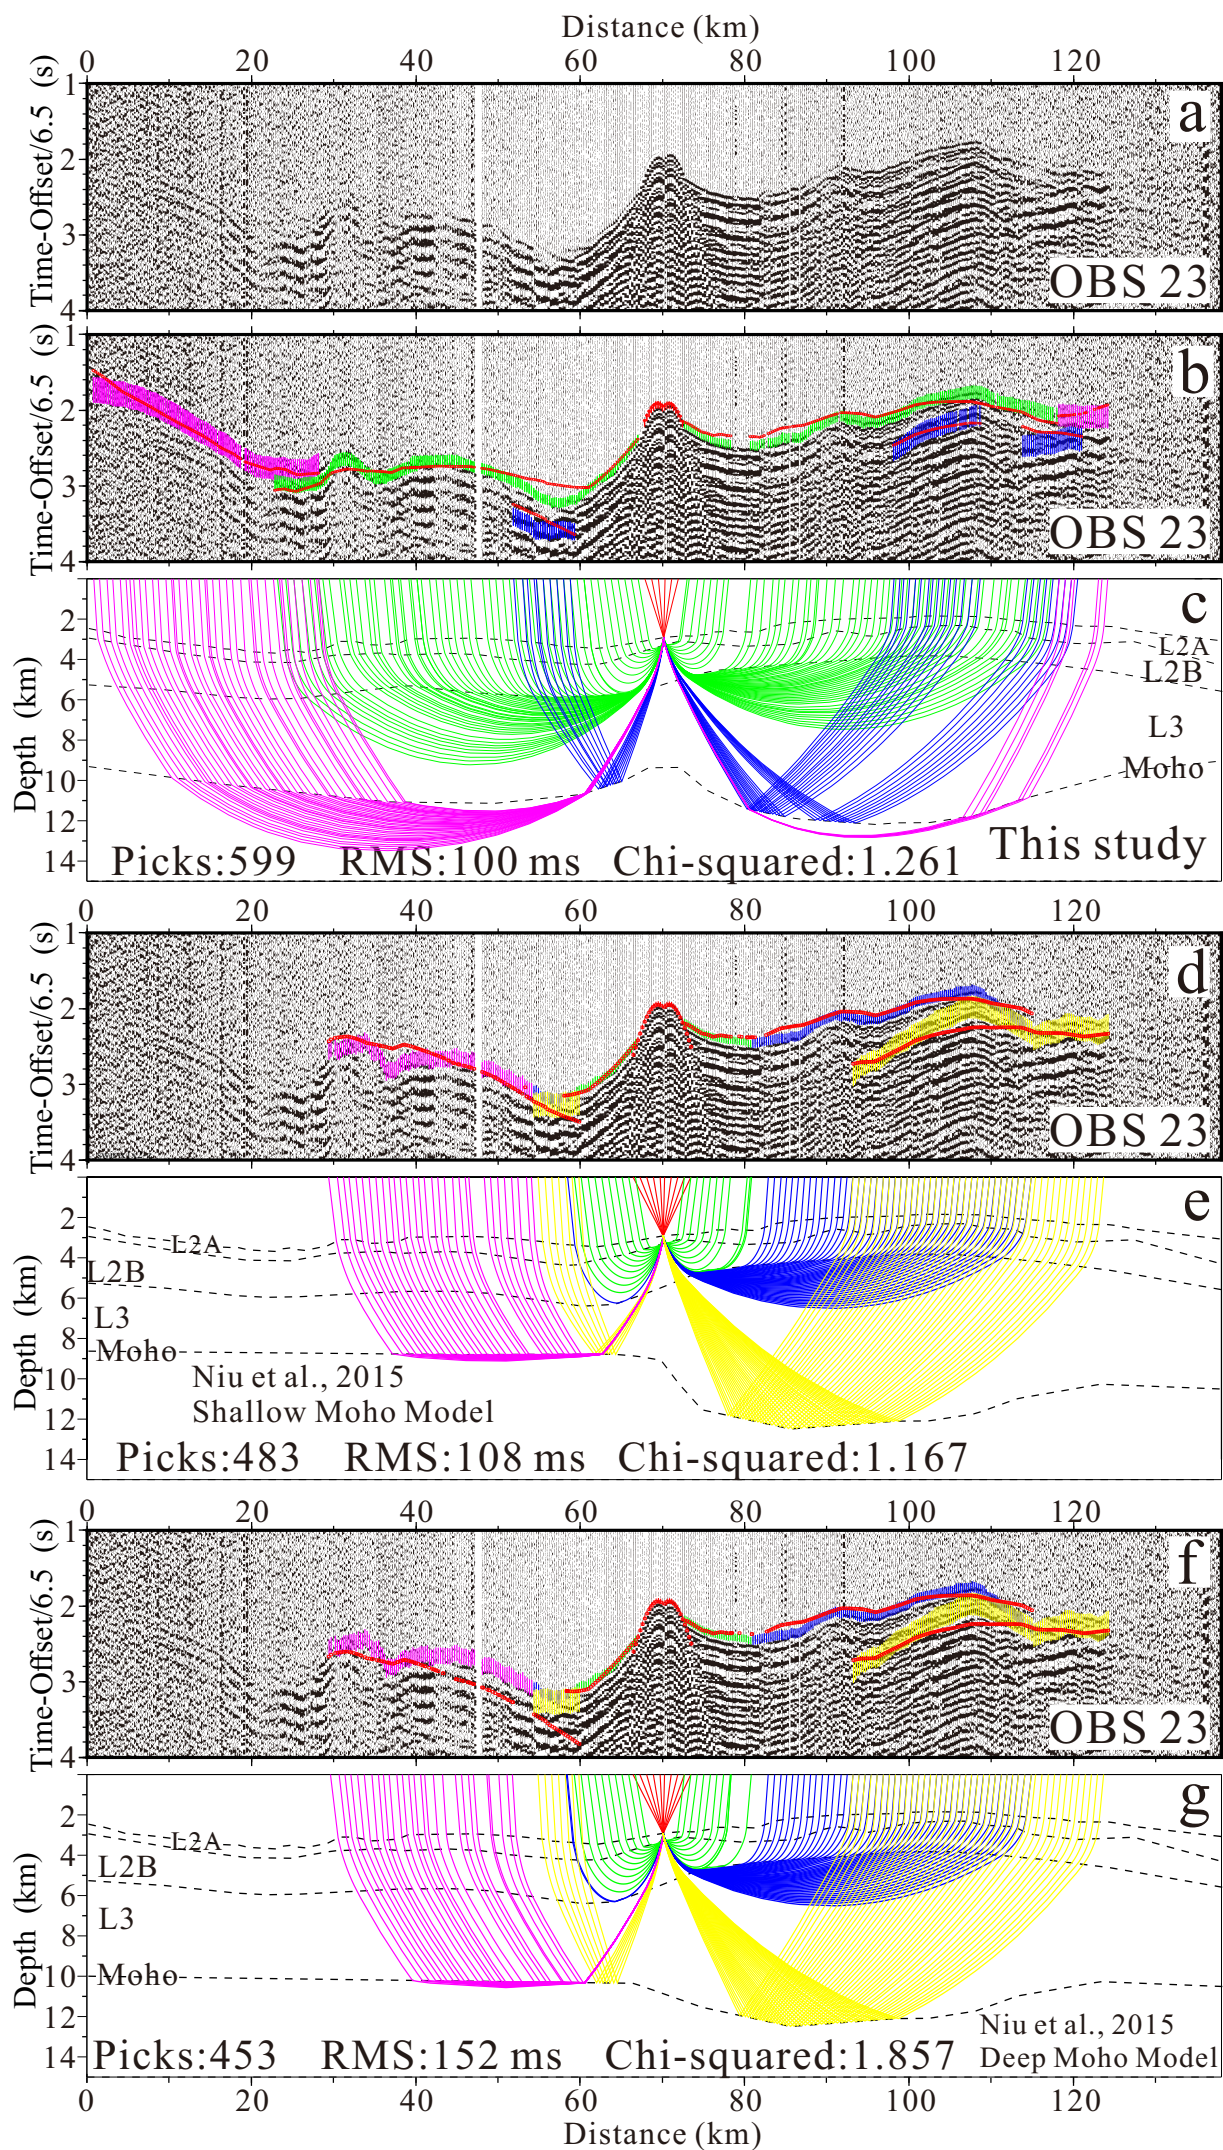 Distance (km)
0 20 40 60 80 100 120
Time-Offset/6.5 (s)
1
2
3
4
a
OBS 23
Time-Offset/6.5 (s)
1
2
3
4
b
OBS 23
Depth (km)
2
4
6
8
10
12
14
c
L2A
L2B
L3
Moho
This study
Picks:599 RMS:100 ms Chi-squared:1.261
0 20 40 60 80 100 120
Time-Offset/6.5 (s)
1
2
3
4
d
OBS 23
Depth (km)
2
4
6
8
10
12
14
e
L2A
L2B
L3
Moho
Niu et al., 2015
Shallow Moho Model
Picks:483 RMS:108 ms Chi-squared:1.167
0 20 40 60 80 100 120
Time-Offset/6.5 (s)
1
2
3
4
f
OBS 23
Depth (km)
2
4
6
8
10
12
14
g
L2A
L2B
L3
Moho
Niu et al., 2015
Deep Moho Model
Picks:453 RMS:152 ms Chi-squared:1.857
0 20 40 60 80 100 120
Distance (km)